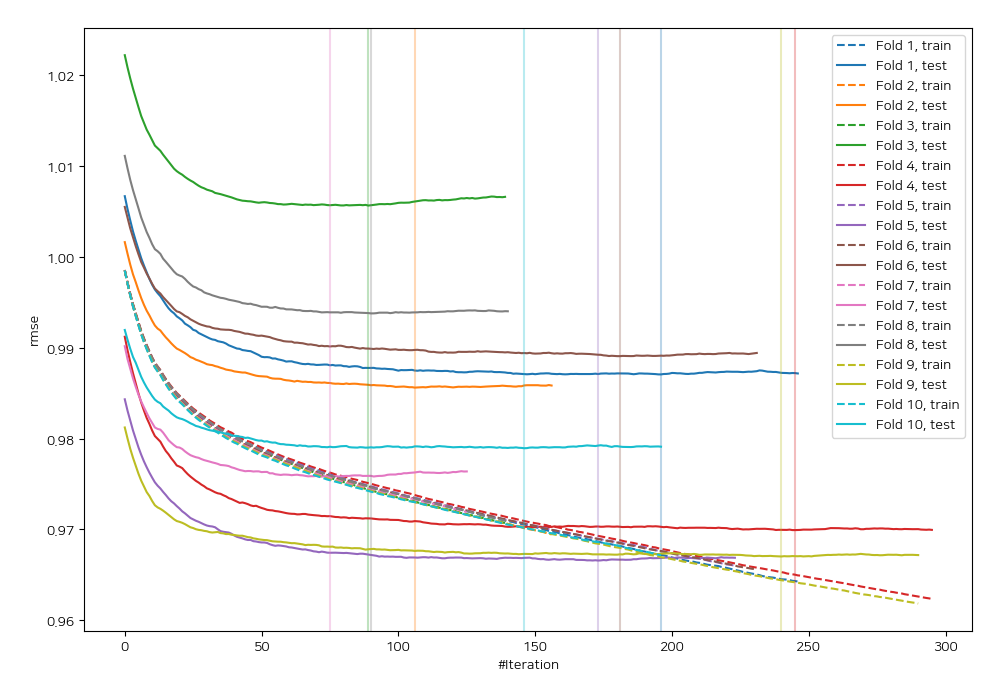 1,02
1,01
1,00
0,99
0,98
0,97
0,96
rmse
0
50
100
150
200
250
300
#Iteration
Fold 1, train
Fold 1, test
Fold 2, train
Fold 2, test
Fold 3, train
Fold 3, test
Fold 4, train
Fold 4, test
Fold 5, train
Fold 5, test
Fold 6, train
Fold 6, test
Fold 7, train
Fold 7, test
Fold 8, train
Fold 8, test
Fold 9, train
Fold 9, test
Fold 10, train
Fold 10, test